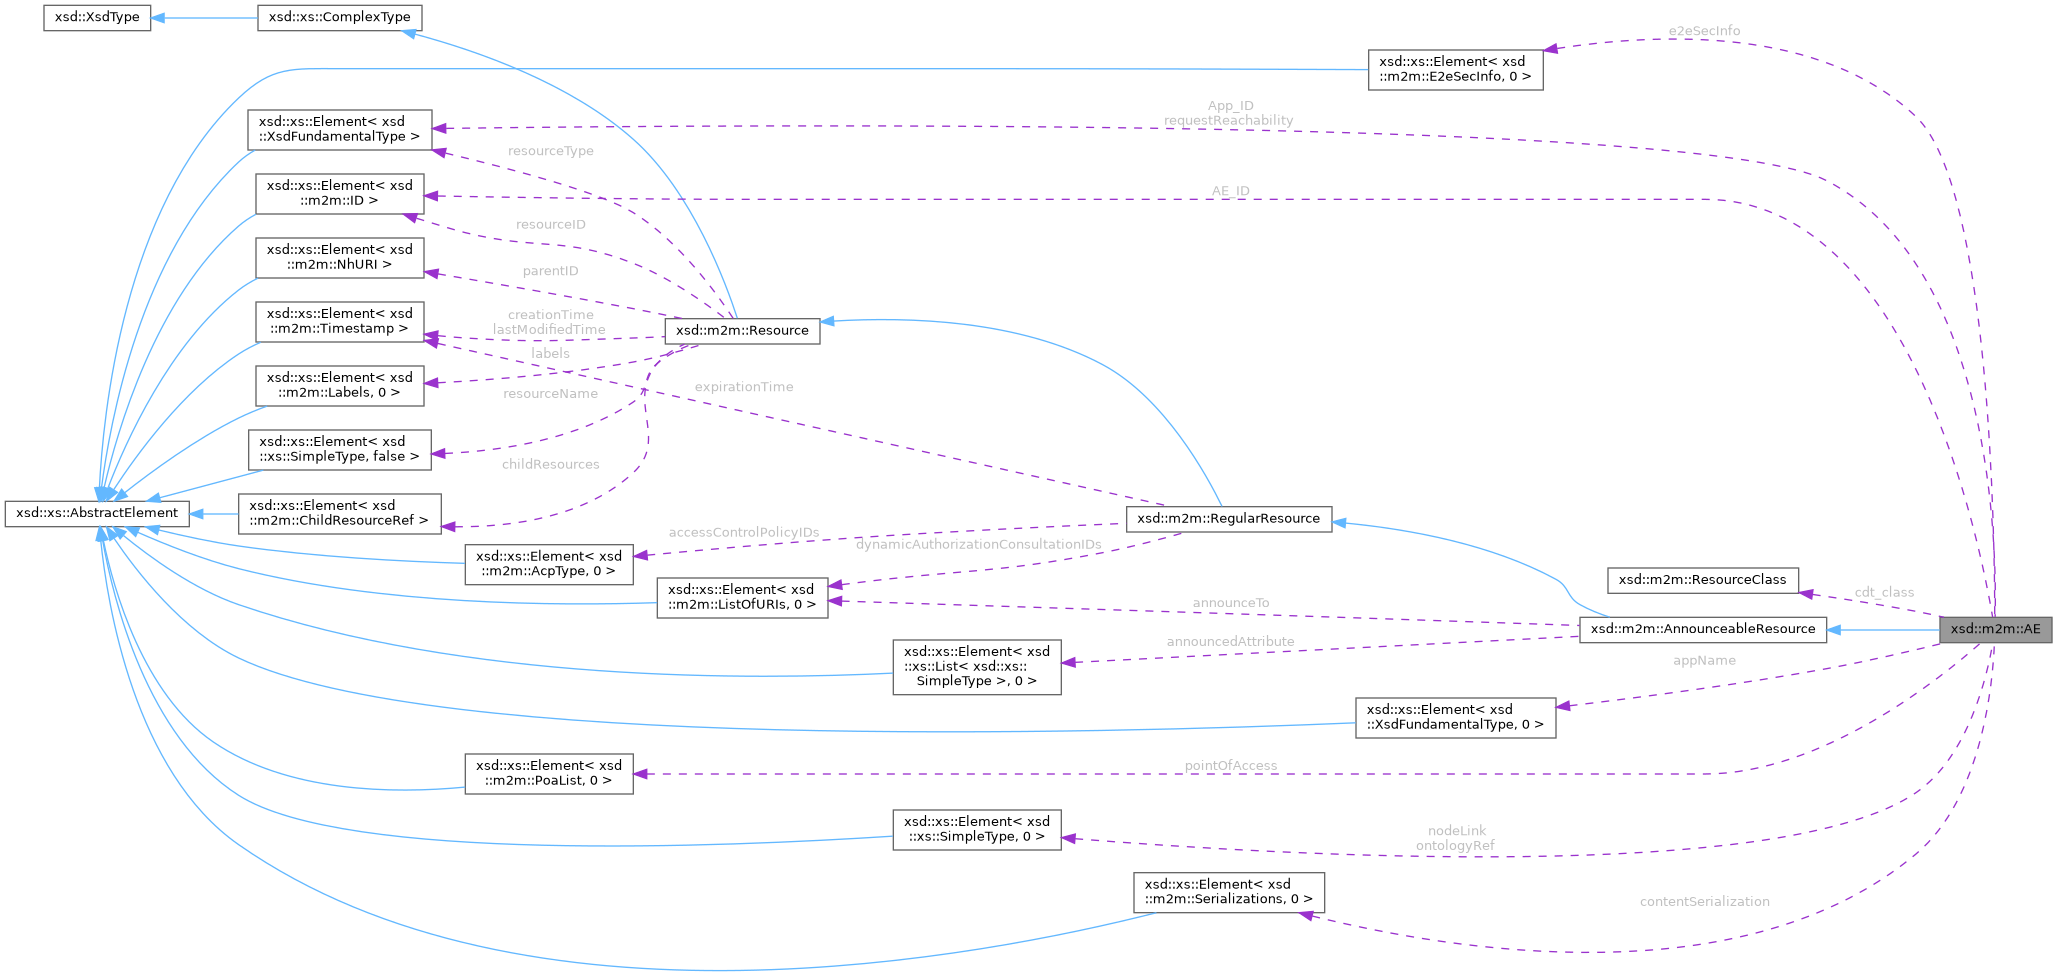 xsd::XsdType
xsd::xs::ComplexType
e2eSecInfo
xsd::xs::Element< xsd
::m2m::E2eSecInfo, 0 >
App_ID
requestReachability
xsd::xs::Element< xsd
::XsdFundamentalType >
resourceType
xsd::xs::Element< xsd
::m2m::ID >
AE_ID
resourceID
xsd::xs::Element< xsd
::m2m::NhURI >
parentID
xsd::xs::Element< xsd
::m2m::Timestamp >
creationTime
lastModifiedTime
xsd::m2m::Resource
labels
xsd::xs::Element< xsd
::m2m::Labels, 0 >
resourceName
expirationTime
xsd::xs::Element< xsd
::xs::SimpleType, false >
childResources
xsd::xs::AbstractElement
xsd::xs::Element< xsd
::m2m::ChildResourceRef >
xsd::m2m::RegularResource
accessControlPolicyIDs
dynamicAuthorizationConsultationIDs
xsd::xs::Element< xsd
::m2m::AcpType, 0 >
xsd::xs::Element< xsd
::m2m::ListOfURIs, 0 >
xsd::m2m::ResourceClass
cdt_class
announceTo
xsd::m2m::AnnounceableResource
xsd::m2m::AE
announcedAttribute
xsd::xs::Element< xsd
::xs::List< xsd::xs::
SimpleType >, 0 >
appName
xsd::xs::Element< xsd
::XsdFundamentalType, 0 >
xsd::xs::Element< xsd
::m2m::PoaList, 0 >
pointOfAccess
xsd::xs::Element< xsd
::xs::SimpleType, 0 >
nodeLink
ontologyRef
xsd::xs::Element< xsd
::m2m::Serializations, 0 >
contentSerialization